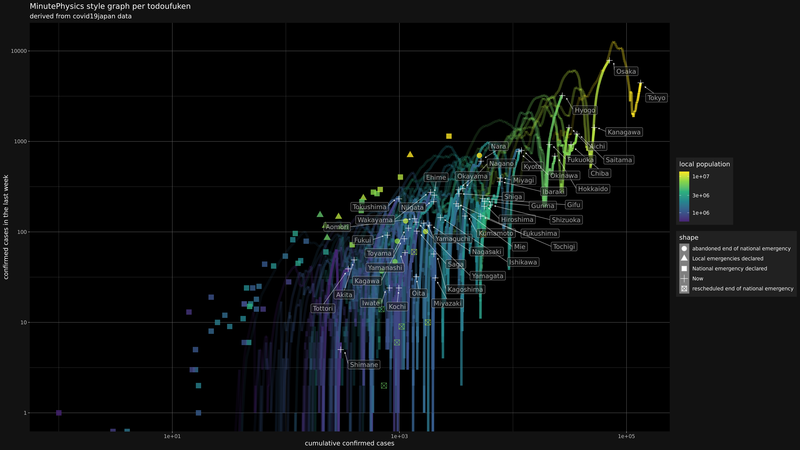 MinutePhysics style graph per todoufuken
derived from covid19japan data
10000
1000
100
10
1
confirmed cases in the last week
Osaka
Tokyo
Hyogo
Kanagawa
Aichi
Saitama
Fukuoka
Chiba
Nara
Nagano
Kyoto
Okinawa
Hokkaido
Ehime
Okayama
Miyagi
Ibaraki
Shiga
Gunma
Gifu
Tokushima
Niigata
Wakayama
Hiroshima
Shizuoka
Aomori
Kumamoto
Fukushima
Fukui
Yamaguchi
Mie
Tochigi
Toyama
Nagasaki
Ishikawa
Yamanashi
Saga
Yamagata
Kagawa
Kagoshima
Akita
Oita
Tottori
Iwate
Kochi
Miyazaki
Shimane
1e+01
1e+03
1e+05
cumulative confirmed cases
local population
1e+07
3e+06
1e+06
shape
abandoned end of national emergency
Local emergencies declared
National emergency declared
Now
rescheduled end of national emergency